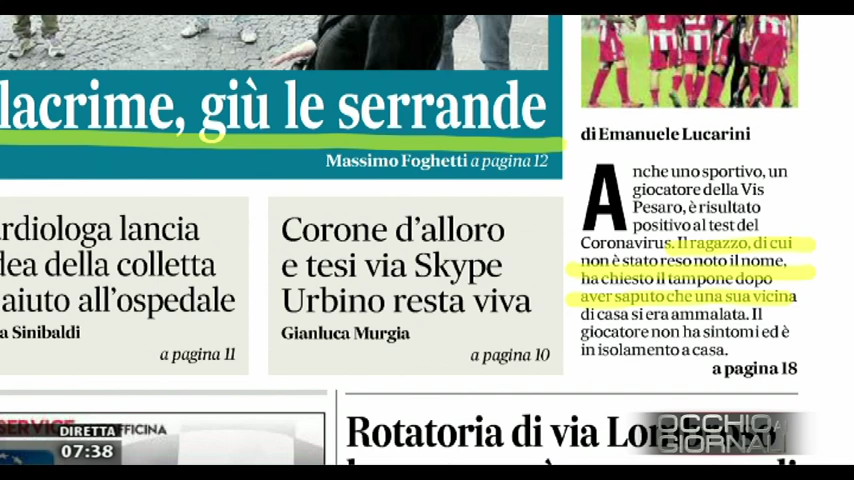 lacrime, giù le serrande
Massimo Foghetti a pagina 12
di Emanuele Lucarini
Anche uno sportivo, un
giocatore della Vis
Pesaro, è risultato
positivo al test del
Coronavirus. Il ragazzo, di cui
non è stato reso noto il nome,
ha chiesto il tampone dopo
aver saputo che una sua vicina
di casa si era ammalata. Il
giocatore non ha sintomi ed è
in isolamento a casa.
a pagina 18
rdiologa lancia
dea della colletta
aiuto all'ospedale
a Sinibaldi
a pagina 11
Corone d'alloro
e tesi via Skype
Urbino resta viva
Gianluca Murgia
a pagina 10
SERVICE OFFICINA
DIRETTA
07:38
Rotatoria di via
OCCHIO AI
GIORNALI